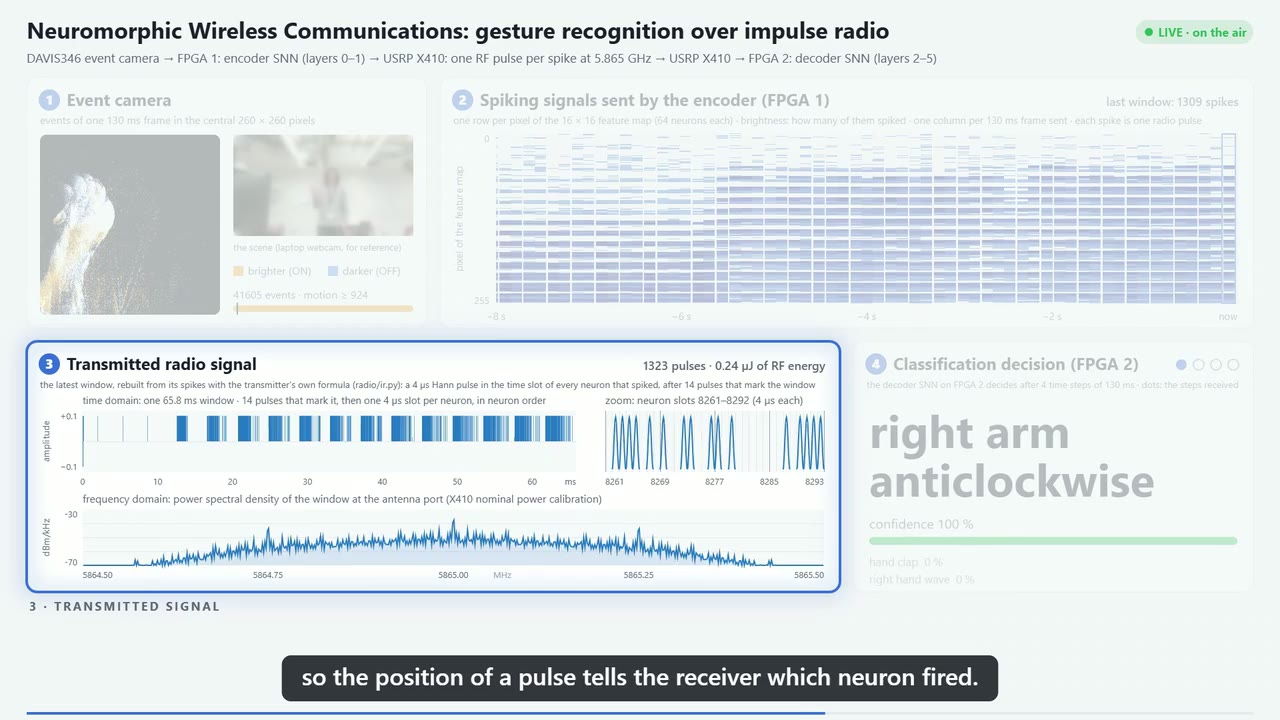 Neuromorphic Wireless Communications: gesture recognition over impulse radio
LIVE · on the air
DAVIS346 event camera → FPGA 1: encoder SNN (layers 0–1) → USRP X410: one RF pulse per spike at 5.865 GHz → USRP X410 → FPGA 2: decoder SNN (layers 2–5)
1 Event camera
events of one 130 ms frame in the central 260 × 260 pixels
the scene (laptop webcam, for reference)
brighter (ON) darker (OFF)
41605 events · motion ≥ 924
2 Spiking signals sent by the encoder (FPGA 1)
last window: 1309 spikes
one row per pixel of the 16 × 16 feature map (64 neurons each) · brightness: how many of them spiked · one column per 130 ms frame sent · each spike is one radio pulse
0
pixel of the feature map
255
−8 s −6 s −4 s −2 s now
3 Transmitted radio signal
1323 pulses · 0.24 µJ of RF energy
the latest window, rebuilt from its spikes with the transmitter's own formula (radio/ir.py): a 4 µs Hann pulse in the time slot of every neuron that spiked, after 14 pulses that mark the window
time domain: one 65.8 ms window · 14 pulses that mark it, then one 4 µs slot per neuron, in neuron order
zoom: neuron slots 8261–8292 (4 µs each)
+0.1
amplitude
−0.1
0 10 20 30 40 50 60 ms
8261 8269 8277 8285 8293
frequency domain: power spectral density of the window at the antenna port (X410 nominal power calibration)
-30
dBm/kHz
-70
5864.50 5864.75 5865.00 MHz 5865.25 5865.50
4 Classification decision (FPGA 2)
the decoder SNN on FPGA 2 decides after 4 time steps of 130 ms · dots: the steps received
right arm
anticlockwise
confidence 100 %
hand clap 0 %
right hand wave 0 %
3 · TRANSMITTED SIGNAL
so the position of a pulse tells the receiver which neuron fired.